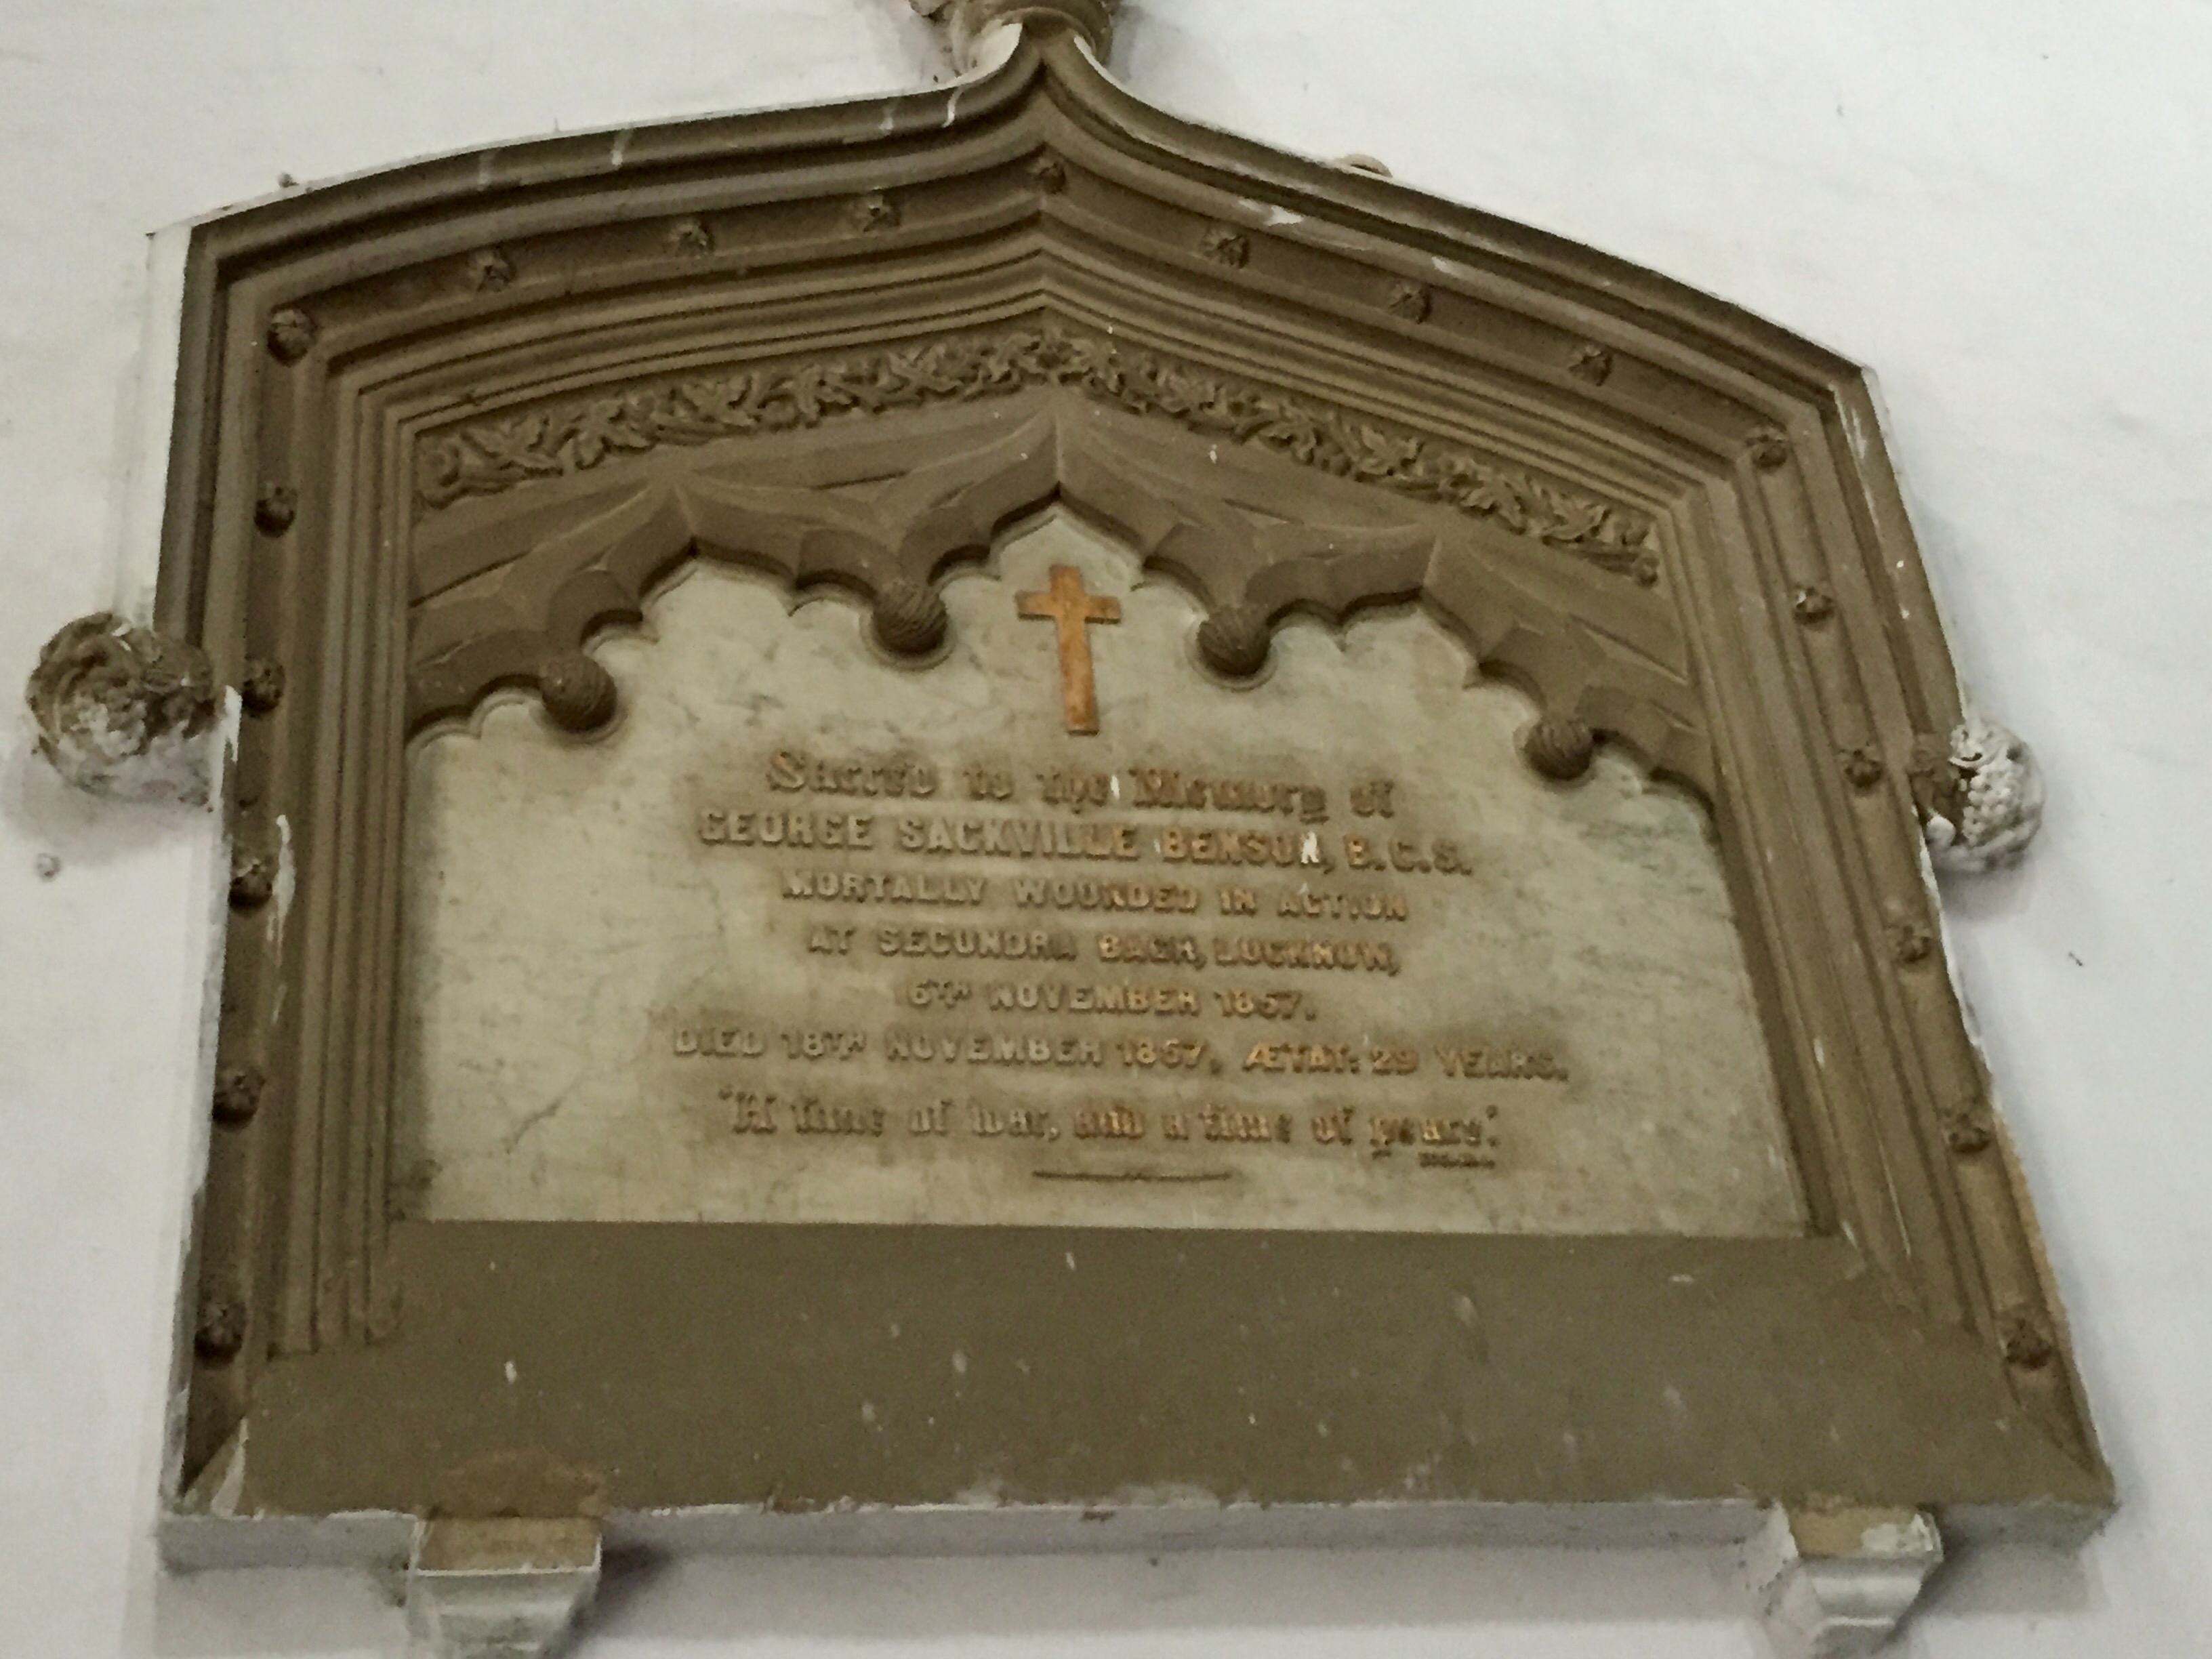 Sacred to the Memory of
GEORGE SACKVILLE BENSON, B.C.S.
MORTALLY WOUNDED IN ACTION
AT SECUNDRA BAGH, LUCKNOW,
16TH NOVEMBER 1857.
DIED 18TH NOVEMBER 1857, ÆTAT: 29 YEARS.
"A time of war, and a time of peace."